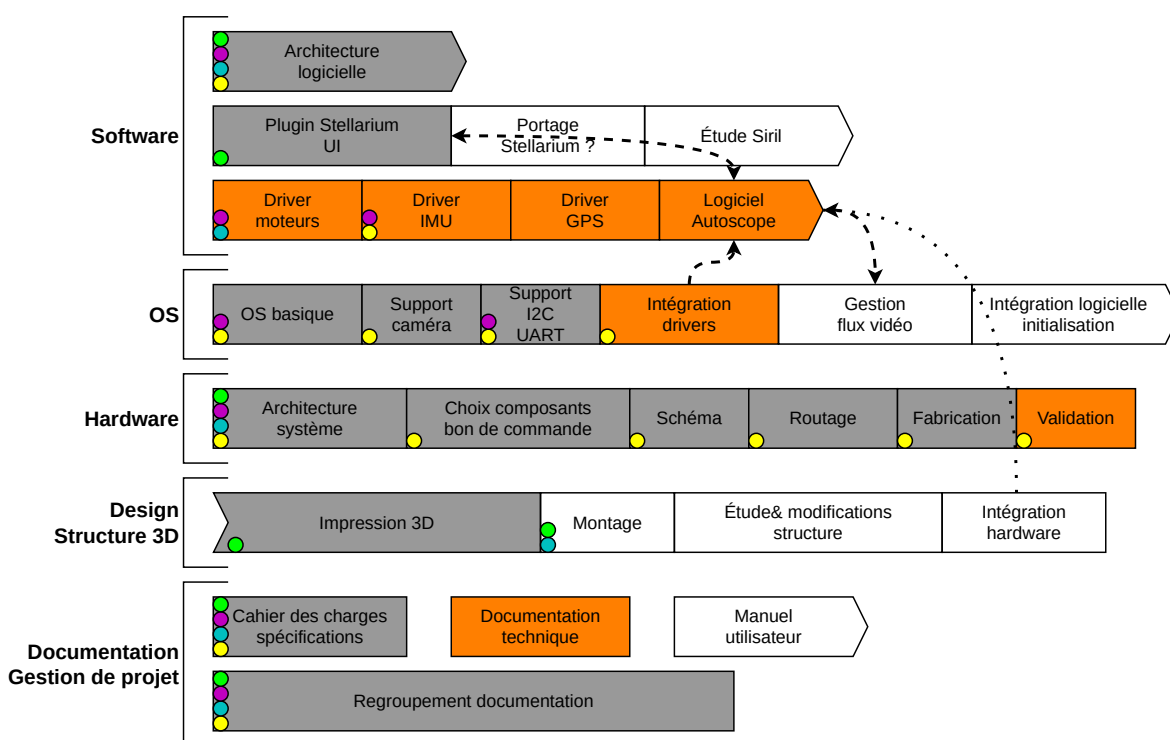 Architecture
logicielle
Software
Plugin Stellarium
UI
Portage
Stellarium ?
Étude Siril
Driver
moteurs
Driver
IMU
Driver
GPS
Logiciel
Autoscope
OS
OS basique
Support
caméra
Support
I2C
UART
Intégration
drivers
Gestion
flux vidéo
Intégration logicielle
initialisation
Hardware
Architecture
système
Choix composants
bon de commande
Schéma
Routage
Fabrication
Validation
Design
Structure 3D
Impression 3D
Montage
Étude& modifications
structure
Intégration
hardware
Documentation
Gestion de projet
Cahier des charges
spécifications
Documentation
technique
Manuel
utilisateur
Regroupement documentation